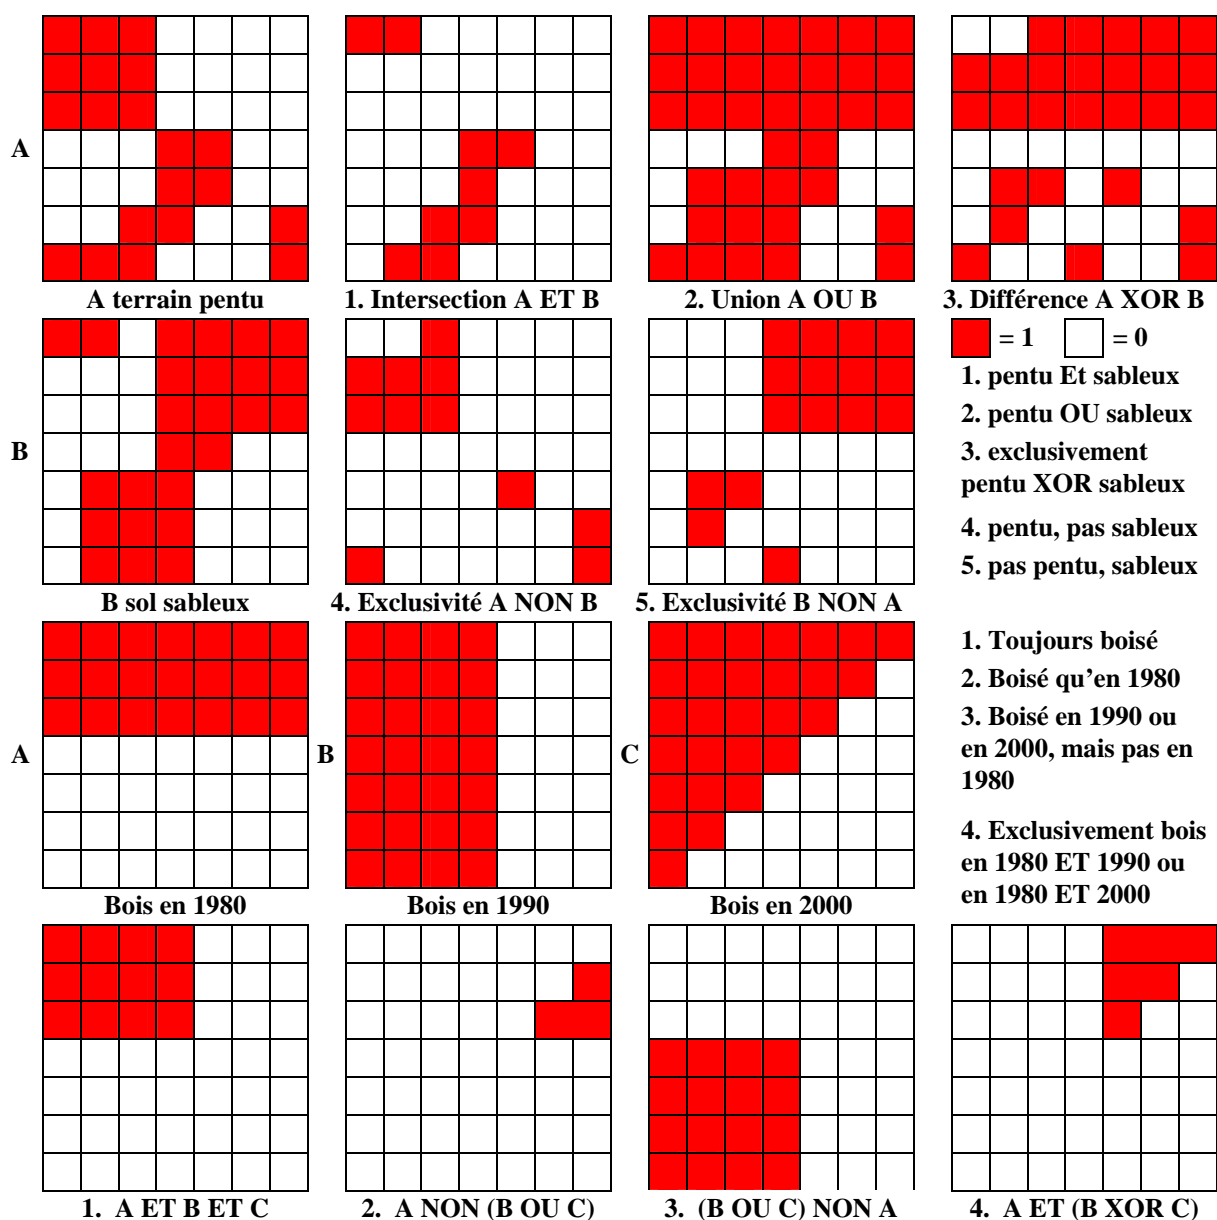 A
A terrain pentu
1. Intersection A ET B
2. Union A OU B
3. Différence A XOR B
= 1
= 0
1. pentu Et sableux
2. pentu OU sableux
3. exclusivement
pentu XOR sableux
4. pentu, pas sableux
5. pas pentu, sableux
B
B sol sableux
4. Exclusivité A NON B
5. Exclusivité B NON A
A
B
C
1. Toujours boisé
2. Boisé qu’en 1980
3. Boisé en 1990 ou
en 2000, mais pas en
1980
4. Exclusivement bois
en 1980 ET 1990 ou
en 1980 ET 2000
Bois en 1980
Bois en 1990
Bois en 2000
1. A ET B ET C
2. A NON (B OU C)
3. (B OU C) NON A
4. A ET (B XOR C)